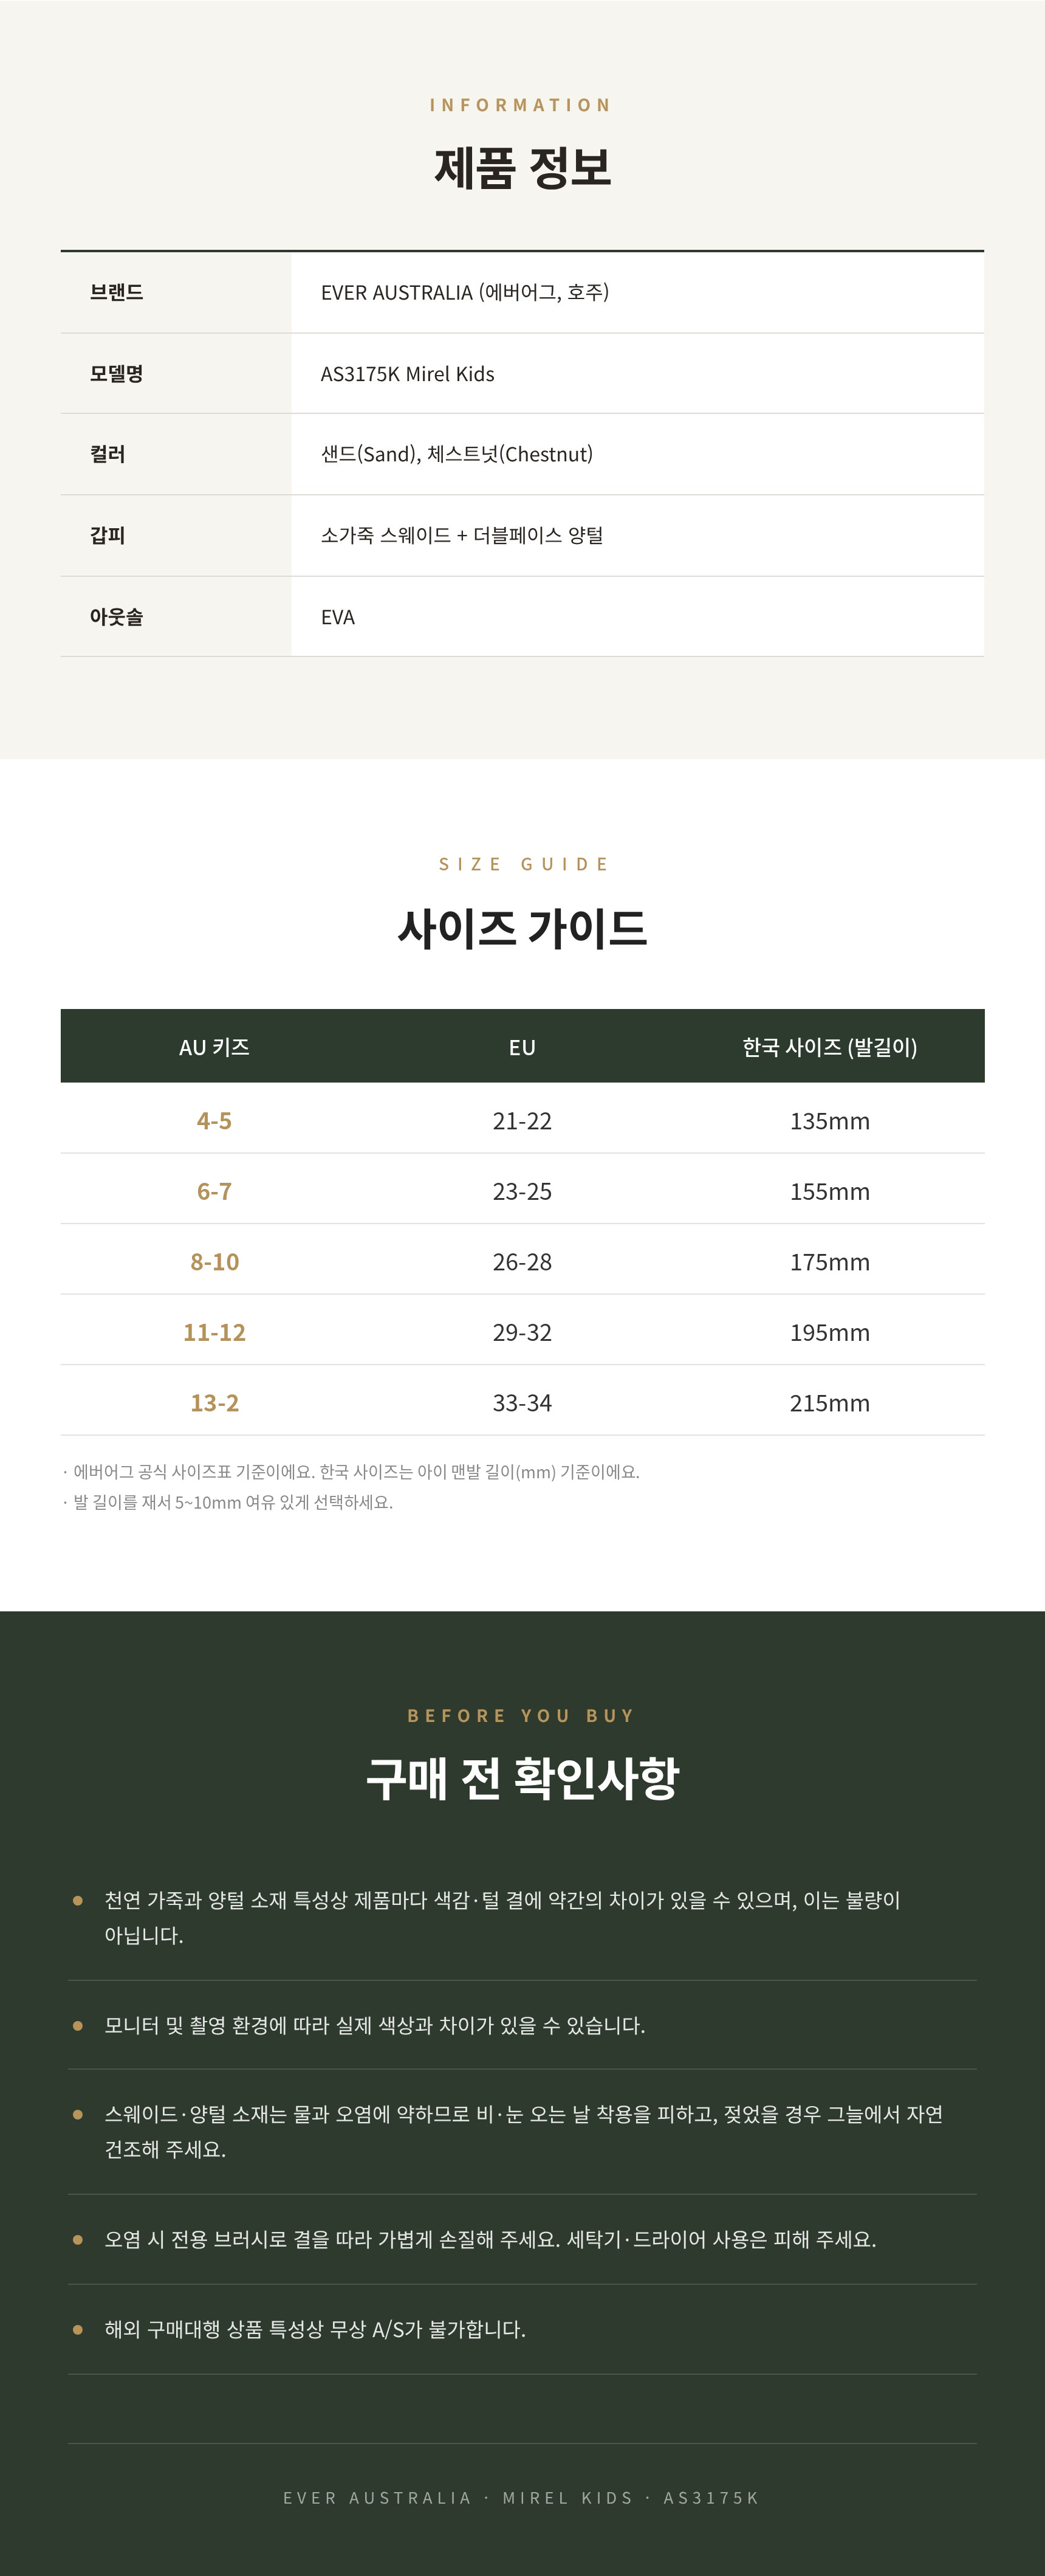 INFORMATION
제품 정보
브랜드 EVER AUSTRALIA (에버어그, 호주)
모델명 AS3175K Mirel Kids
컬러 샌드(Sand), 체스트넛(Chestnut)
갑피 소가죽 스웨이드 + 더블페이스 양털
아웃솔 EVA
SIZE GUIDE
사이즈 가이드
AU 키즈 EU 한국 사이즈 (발길이)
4-5 21-22 135mm
6-7 23-25 155mm
8-10 26-28 175mm
11-12 29-32 195mm
13-2 33-34 215mm
· 에버어그 공식 사이즈표 기준이에요. 한국 사이즈는 아이 맨발 길이(mm) 기준이에요.
· 발 길이를 재서 5~10mm 여유 있게 선택하세요.
BEFORE YOU BUY
구매 전 확인사항
● 천연 가죽과 양털 소재 특성상 제품마다 색감·털 결에 약간의 차이가 있을 수 있으며, 이는 불량이
아닙니다.
● 모니터 및 촬영 환경에 따라 실제 색상과 차이가 있을 수 있습니다.
● 스웨이드·양털 소재는 물과 오염에 약하므로 비·눈 오는 날 착용을 피하고, 젖었을 경우 그늘에서 자연
건조해 주세요.
● 오염 시 전용 브러시로 결을 따라 가볍게 손질해 주세요. 세탁기·드라이어 사용은 피해 주세요.
● 해외 구매대행 상품 특성상 무상 A/S가 불가합니다.
EVER AUSTRALIA · MIREL KIDS · AS3175K